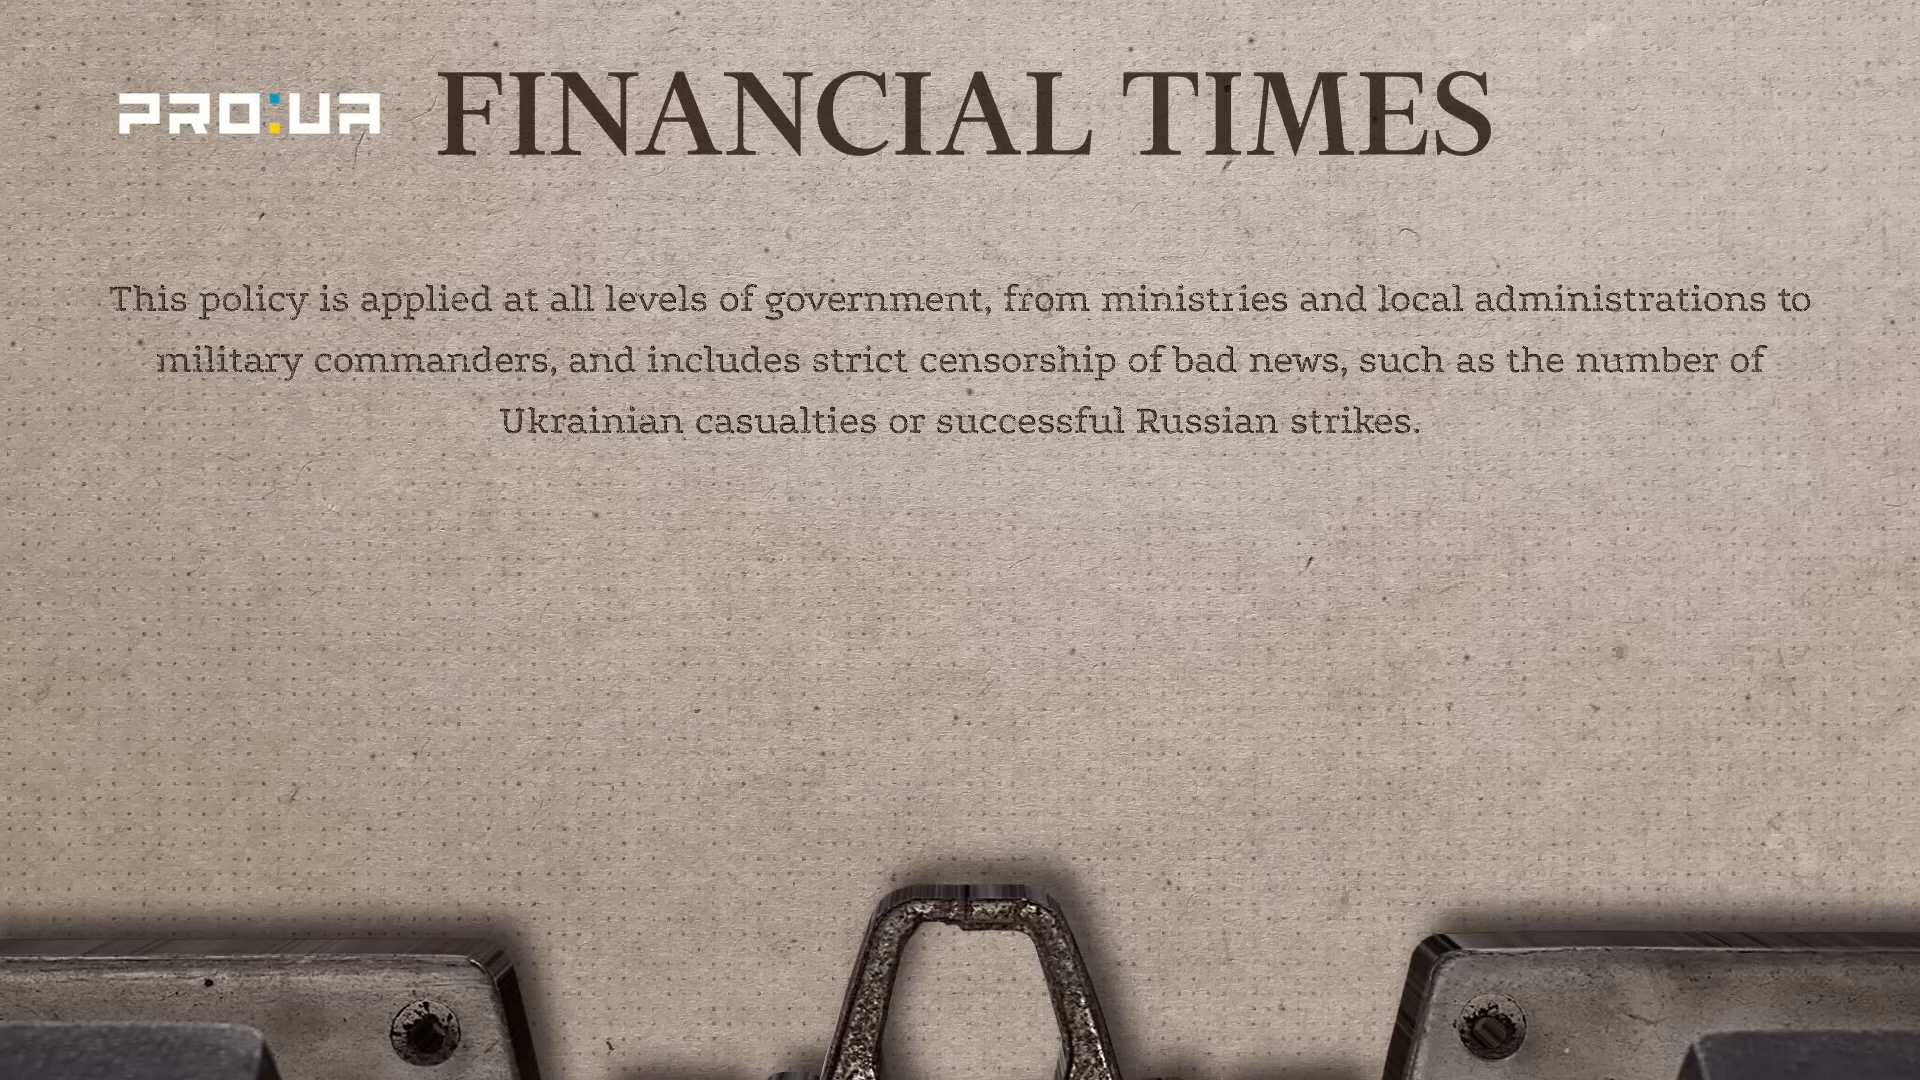 PRO:UA
FINANCIAL TIMES
This policy is applied at all levels of government, from ministries and local administrations to
military commanders, and includes strict censorship of bad news, such as the number of
Ukrainian casualties or successful Russian strikes.